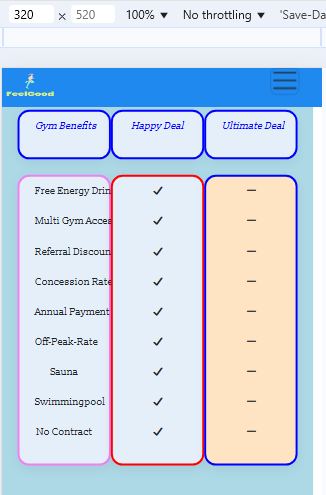 320 × 520 100% ▼ No throttling ▼ 'Save-Da
FeelGood
Gym Benefits Happy Deal Ultimate Deal
Free Energy Drin ✓ –
Multi Gym Acces ✓ –
Referral Discoun ✓ –
Concession Rate ✓ –
Annual Payment ✓ –
Off-Peak-Rate ✓ –
Sauna ✓ –
Swimmingpool ✓ –
No Contract ✓ –